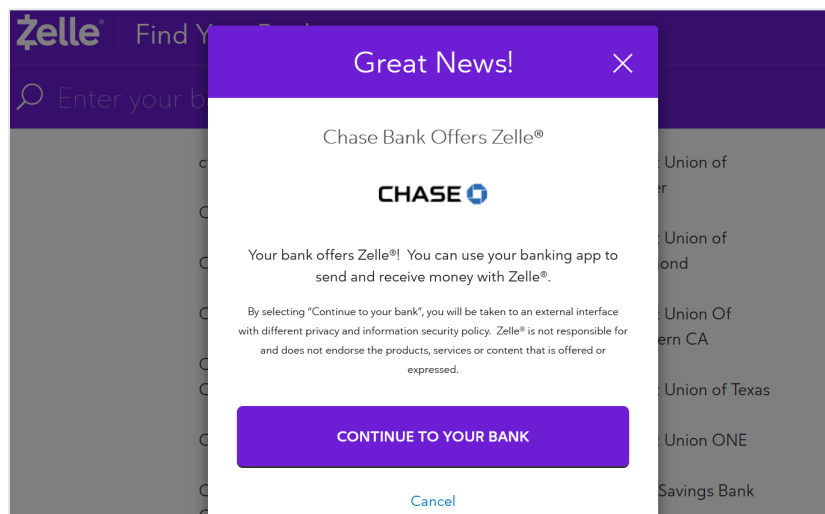 Zelle®
Find Y
Enter your b
Great News!
Chase Bank Offers Zelle®
CHASE
Your bank offers Zelle®! You can use your banking app to
send and receive money with Zelle®.
By selecting "Continue to your bank", you will be taken to an external interface
with different privacy and information security policy. Zelle® is not responsible for
and does not endorse the products, services or content that is offered or
expressed.
CONTINUE TO YOUR BANK
Cancel
Union of
er
Union of
ond
Union Of
ern CA
Union of Texas
Union ONE
Savings Bank